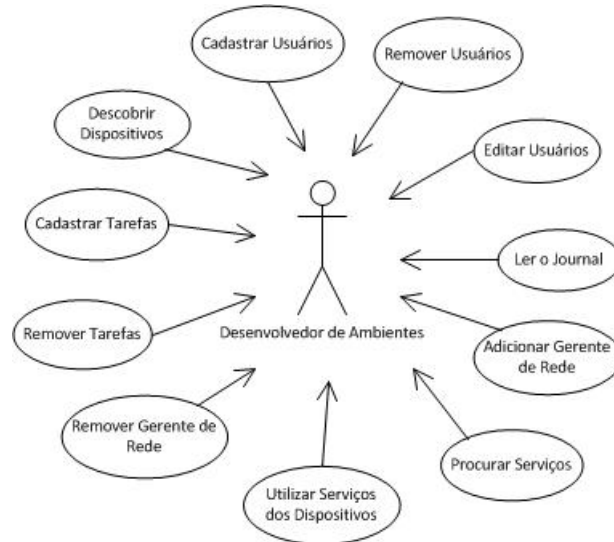 Cadastrar Usuários
Remover Usuários
Descobrir
Dispositivos
Editar Usuários
Cadastrar Tarefas
Ler o Journal
Remover Tarefas
Desenvolvedor de Ambientes
Adicionar Gerente
de Rede
Remover Gerente de
Rede
Procurar Serviços
Utilizar Serviços
dos Dispositivos